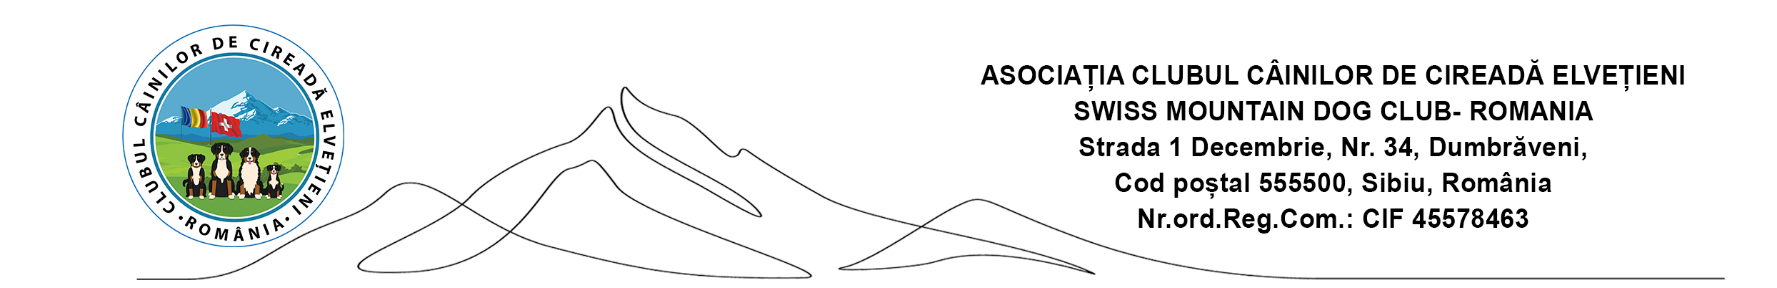 CLUBUL CÂINILOR DE CIREADĂ ELVEȚIENI
• ROMÂNIA •
ASOCIAȚIA CLUBUL CÂINILOR DE CIREADĂ ELVEȚIENI
SWISS MOUNTAIN DOG CLUB- ROMANIA
Strada 1 Decembrie, Nr. 34, Dumbrăveni,
Cod poștal 555500, Sibiu, România
Nr.ord.Reg.Com.: CIF 45578463